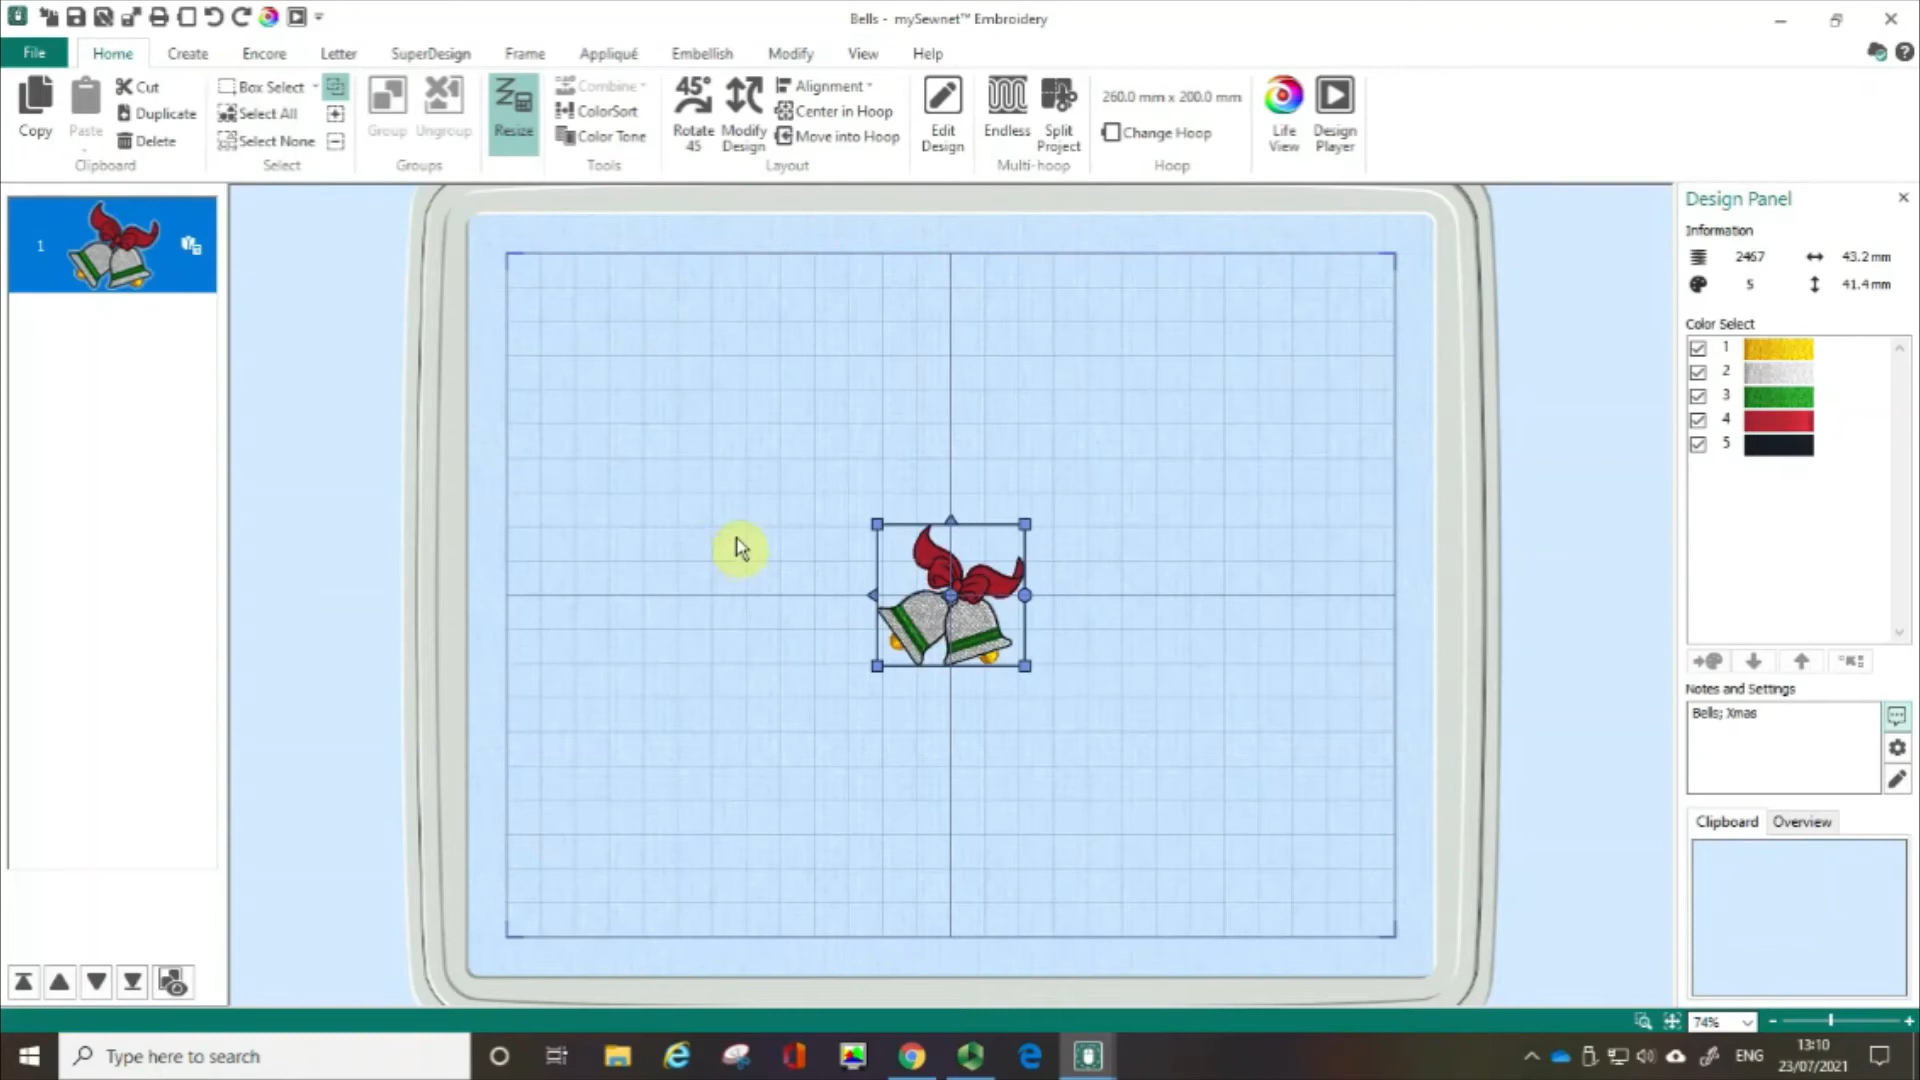 Bells - mySewnet™ Embroidery
File Home Create Encore Letter SuperDesign Frame Appliqué Embellish Modify View Help
Copy
Paste
Cut
Duplicate
Delete
Clipboard
Box Select
Select All
Select None
Select
Group
Ungroup
Groups
Resize
Combine
ColorSort
Color Tone
Tools
45°
Rotate
45
Modify
Design
Alignment
Center in Hoop
Move into Hoop
Layout
Edit
Design
Endless
Split
Project
Multi-hoop
260.0 mm x 200.0 mm
Change Hoop
Hoop
Life
View
Design
Player
1
Design Panel
Information
2467 43.2 mm
5 41.4 mm
Color Select
1
2
3
4
5
Notes and Settings
Bells; Xmas
Clipboard Overview
74%
Type here to search
ENG
13:10
23/07/2021